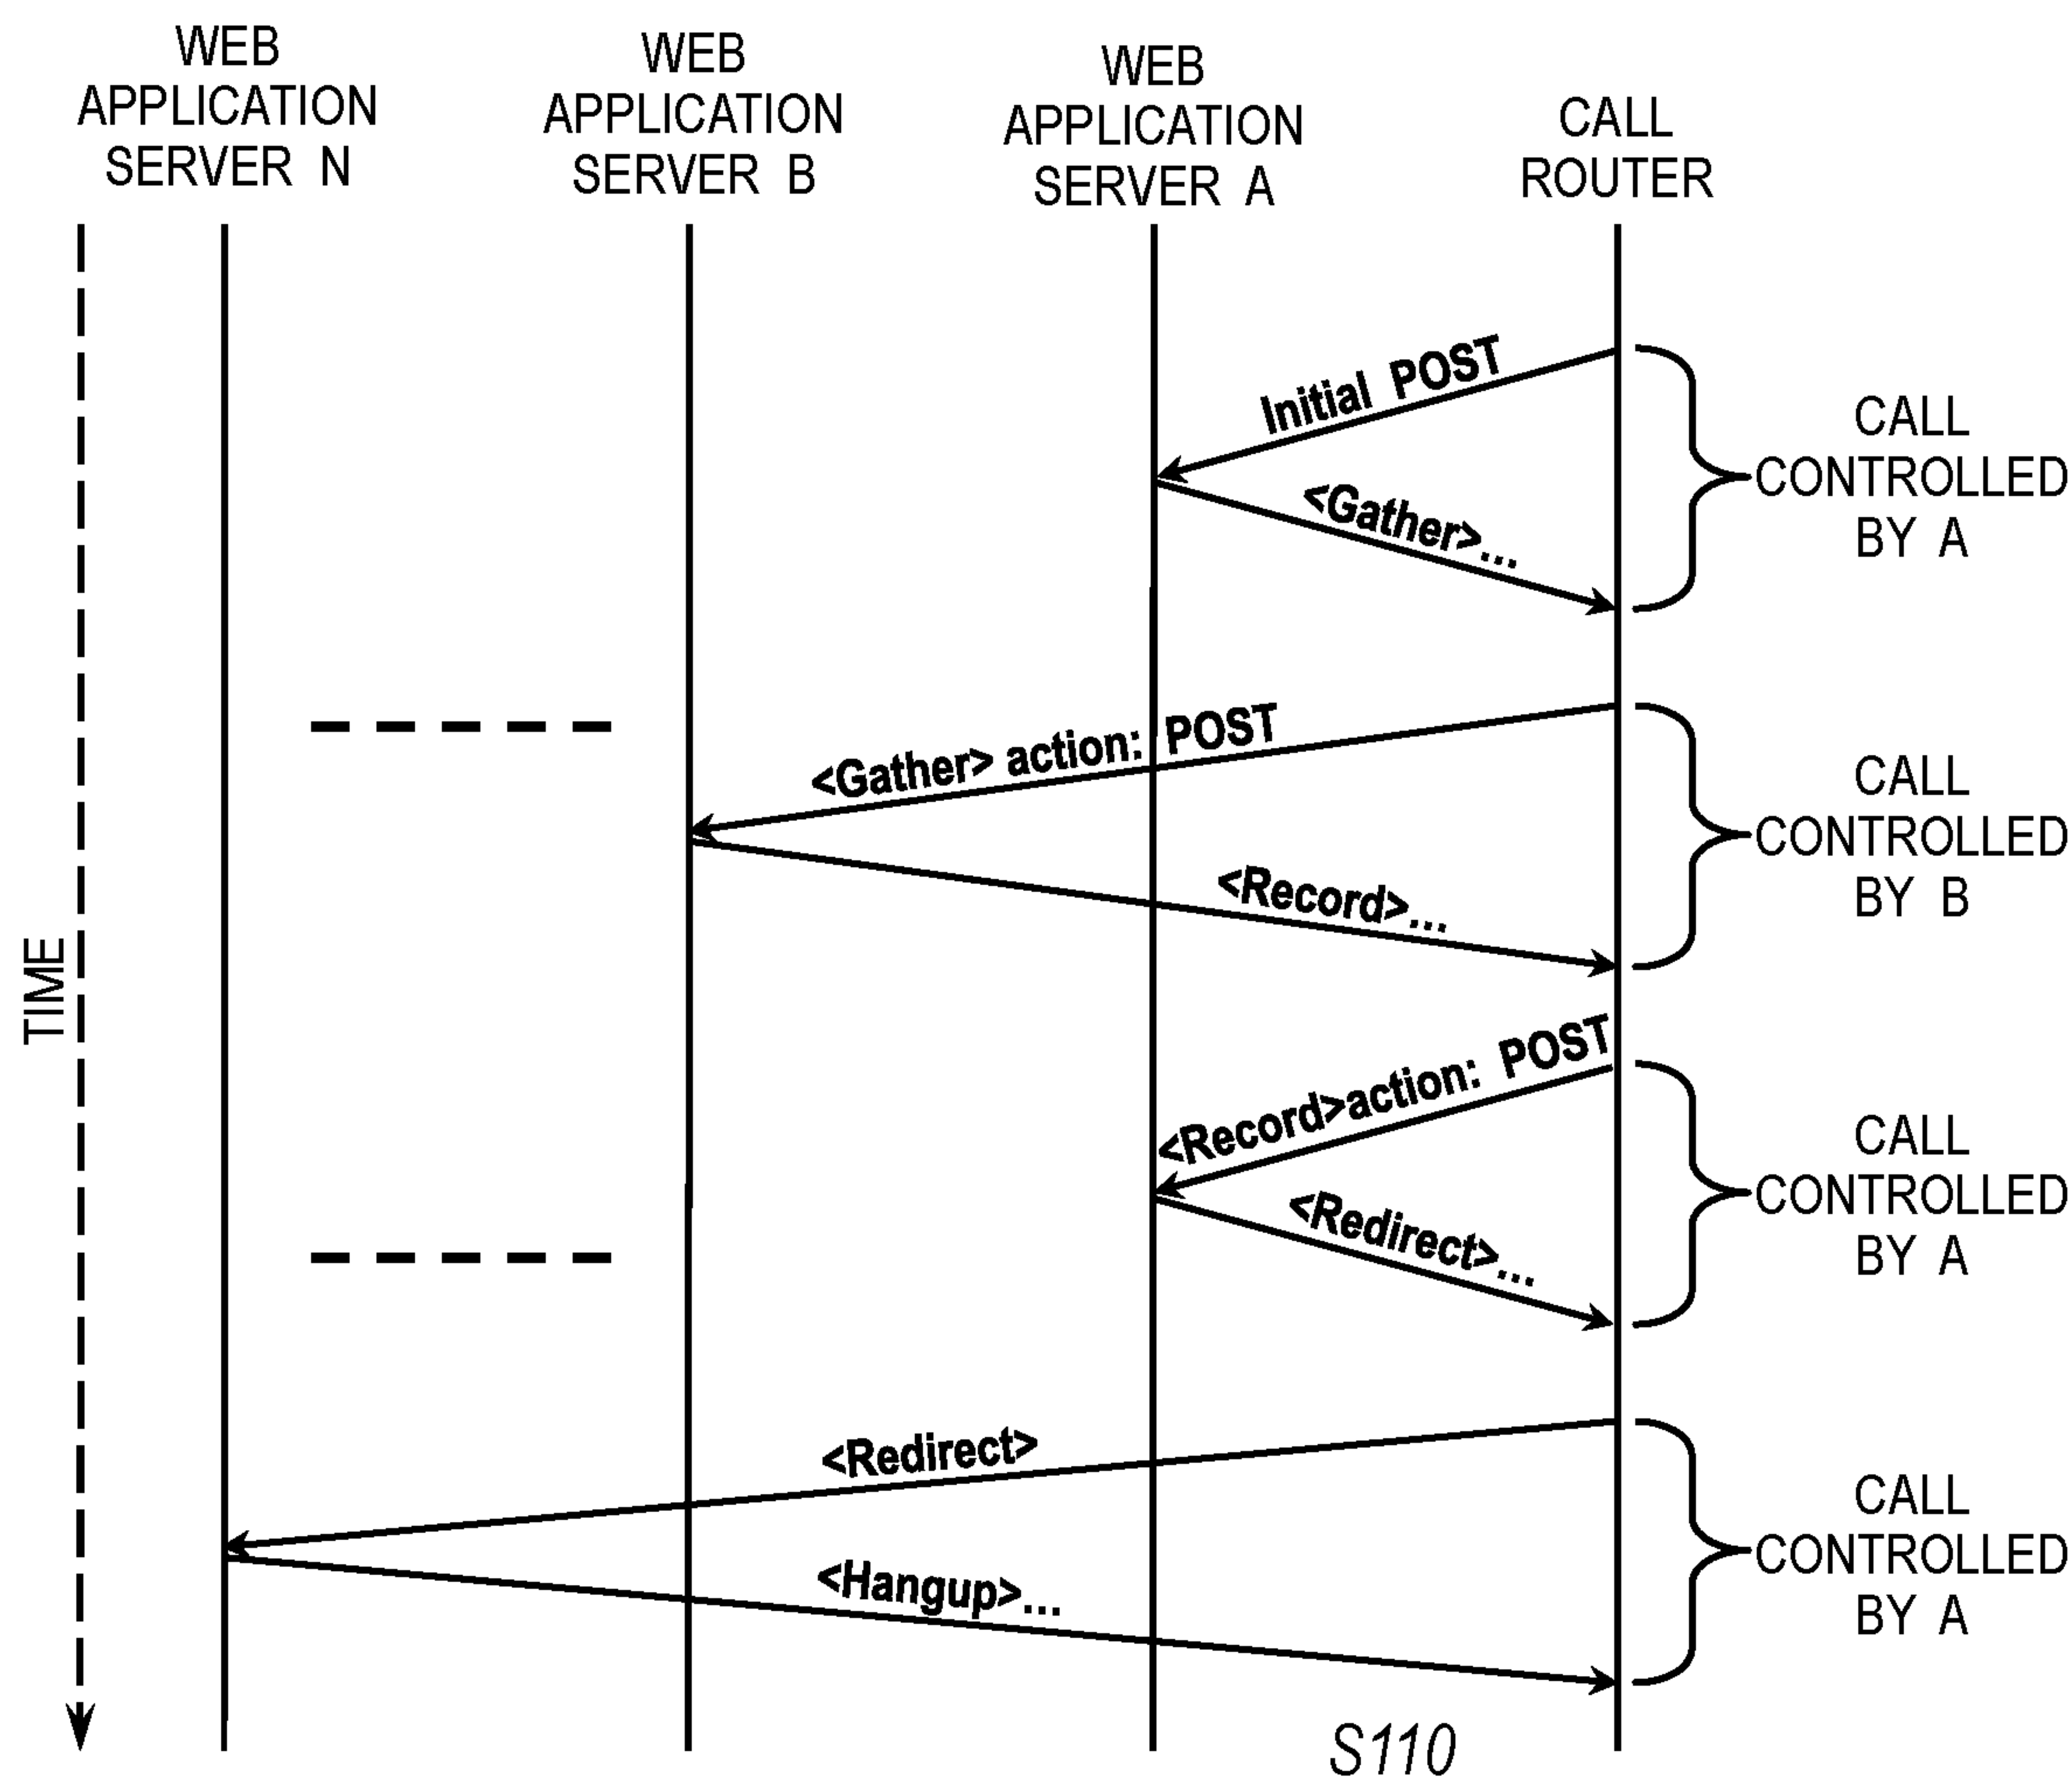 WEB
APPLICATION
SERVER N
WEB
APPLICATION
SERVER B
WEB
APPLICATION
SERVER A
CALL
ROUTER
Initial POST
<Gather>...
CALL
CONTROLLED
BY A
<Gather> action: POST
<Record>...
CALL
CONTROLLED
BY B
TIME
<Record>action: POST
<Redirect>...
CALL
CONTROLLED
BY A
<Redirect>
<Hangup>...
CALL
CONTROLLED
BY A
S110